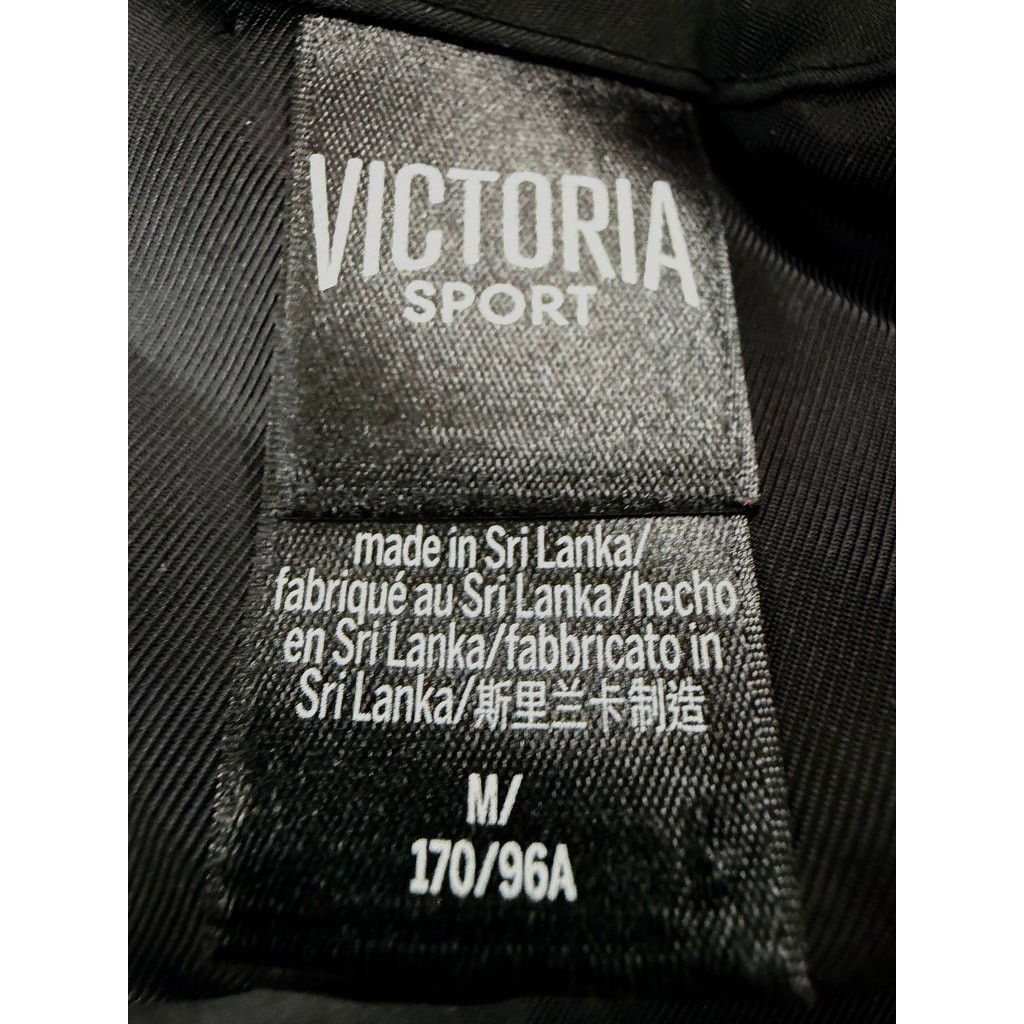 VICTORIA
SPORT
made in Sri Lanka/
fabriqué au Sri Lanka/hecho
en Sri Lanka/fabbricato in
Sri Lanka/斯里兰卡制造
M/
170/96A